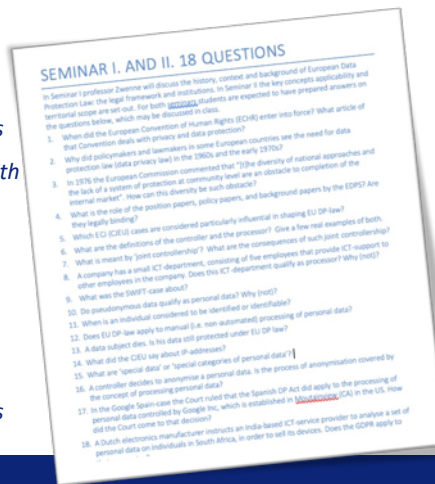 SEMINAR I. AND II. 18 QUESTIONS
In Seminar I professor Zwenne will discuss the history, context and background of European Data
Protection Law: the legal framework and institutions. In Seminar II the key concepts applicability and
territorial scope are set-out. For both seminars students are expected to have prepared answers on
the questions below, which may be discussed in class.
1. When did the European Convention of Human Rights (ECHR) enter into force? What article of
that Convention deals with privacy and data protection?
2. Why did policymakers and lawmakers in some European countries see the need for data
protection law (data privacy law) in the 1960s and the early 1970s?
3. In 1976 the European Commission commented that "[t]he diversity of national approaches and
the lack of a system of protection at community level are an obstacle to completion of the
internal market". How can this diversity be such obstacle?
4. What is the role of the position papers, policy papers, and background papers by the EDPS? Are
they legally binding?
5. Which ECJ (CJEU) cases are considered particularly influential in shaping EU DP-law?
6. What are the definitions of the controller and the processor? Give a few real examples of both.
7. What is meant by 'joint controllership'? What are the consequences of such joint controllership?
8. A company has a small ICT-department, consisting of five employees that provide ICT-support to
other employees in the company. Does this ICT-department qualify as processor? Why (not)?
9. What was the SWIFT-case about?
10. Do pseudonymous data qualify as personal data? Why (not)?
11. When is an individual considered to be identified or identifiable?
12. Does EU DP-law apply to manual (i.e. non-automated) processing of personal data?
13. A data subject dies. Is his data still protected under EU DP law?
14. What did the CJEU say about IP-addresses?
15. What are 'special data' or 'special categories of personal data'?
16. A controller decides to anonymise a personal data. Is the process of anonymisation covered by
the concept of processing personal data?
17. In the Google Spain-case the Court ruled that the Spanish DP Act did apply to the processing of
personal data controlled by Google Inc, which is established in Moutainview (CA) in the US. How
did the Court come to that decision?
18. A Dutch electronics manufacturer instructs an India-based ICT-service provider to analyse a set of
personal data on individuals in South Africa, in order to sell its devices. Does the GDPR apply to
s
th
s